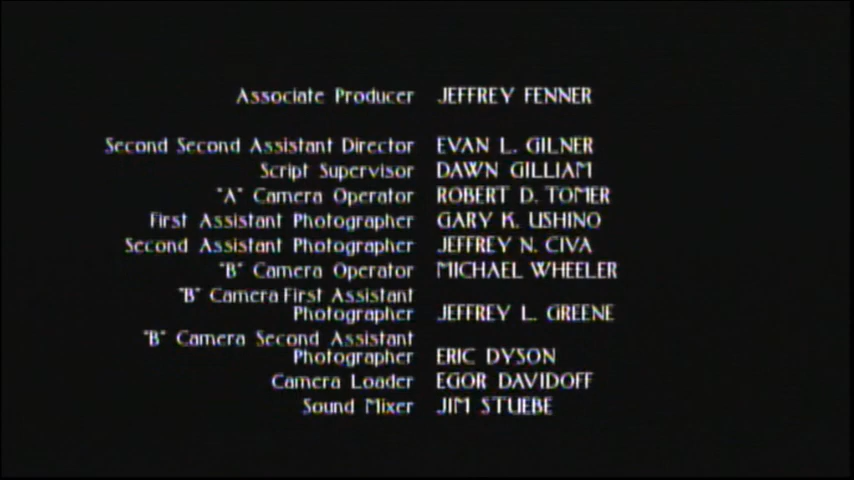 Associate Producer JEFFREY FENNER
Second Second Assistant Director EVAN L. GILNER
Script Supervisor DAWN GILLIAM
"A" Camera Operator ROBERT D. TOMER
First Assistant Photographer GARY K. USHINO
Second Assistant Photographer JEFFREY N. CIVA
"B" Camera Operator MICHAEL WHEELER
"B" Camera First Assistant
Photographer JEFFREY L. GREENE
"B" Camera Second Assistant
Photographer ERIC DYSON
Camera Loader EGOR DAVIDOFF
Sound Mixer JIM STUEBE